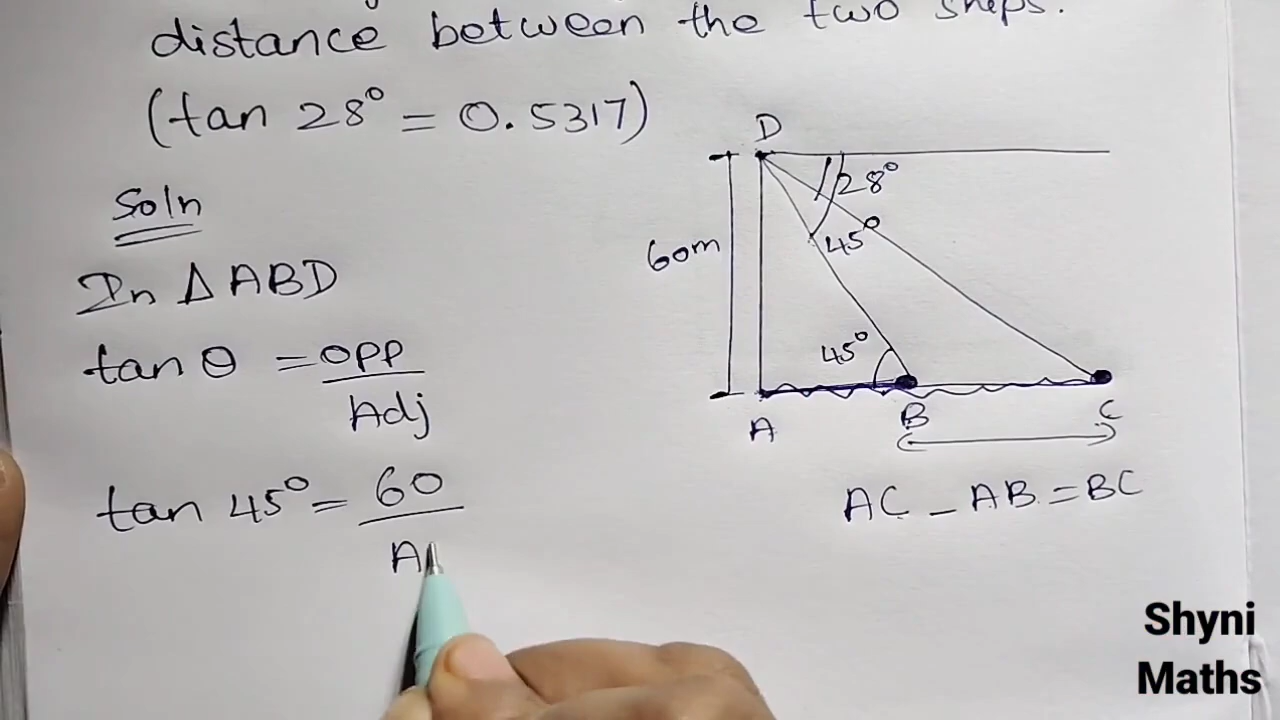 distance between the two ships.
(tan 28° = 0.5317)
Soln
In Δ ABD
tan θ = opp
Adj
tan 45° = 60
A
D
28°
45°
60m
45°
A
B
C
AC - AB = BC
Shyni
Maths